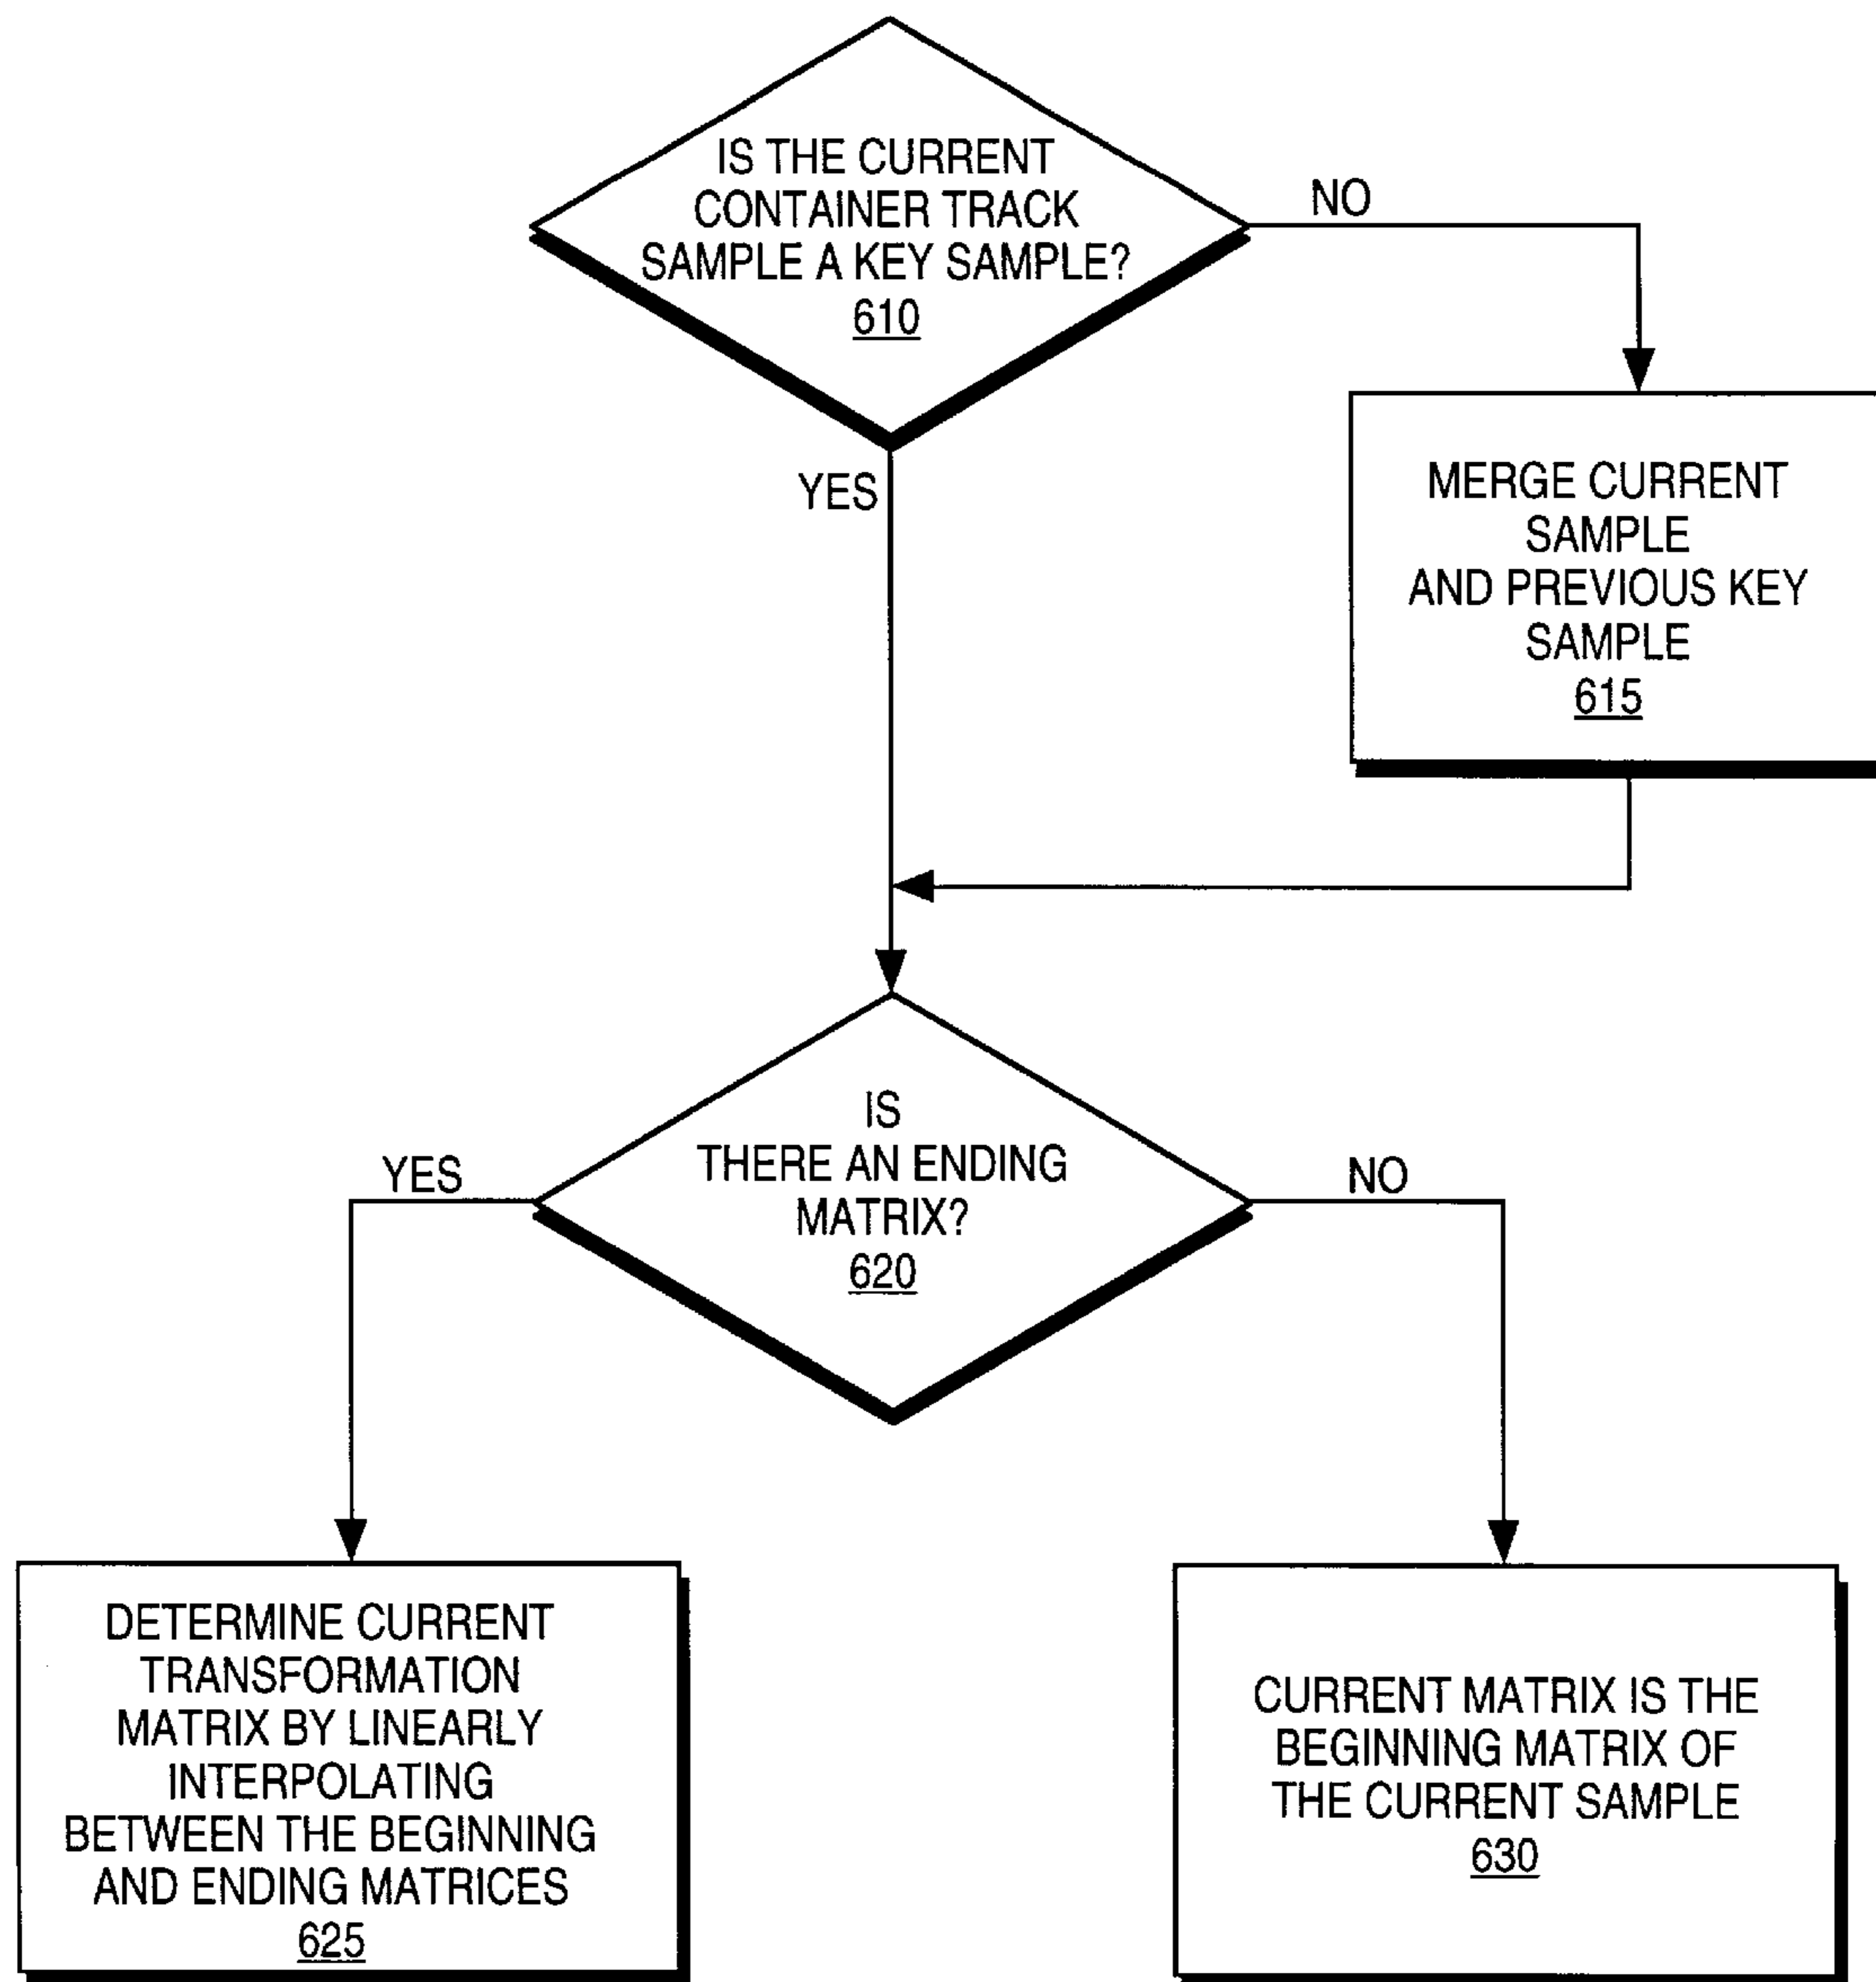 IS THE CURRENT
CONTAINER TRACK
SAMPLE A KEY SAMPLE?
610
NO
YES
MERGE CURRENT
SAMPLE
AND PREVIOUS KEY
SAMPLE
615
IS
THERE AN ENDING
MATRIX?
620
YES
NO
DETERMINE CURRENT
TRANSFORMATION
MATRIX BY LINEARLY
INTERPOLATING
BETWEEN THE BEGINNING
AND ENDING MATRICES
625
CURRENT MATRIX IS THE
BEGINNING MATRIX OF
THE CURRENT SAMPLE
630